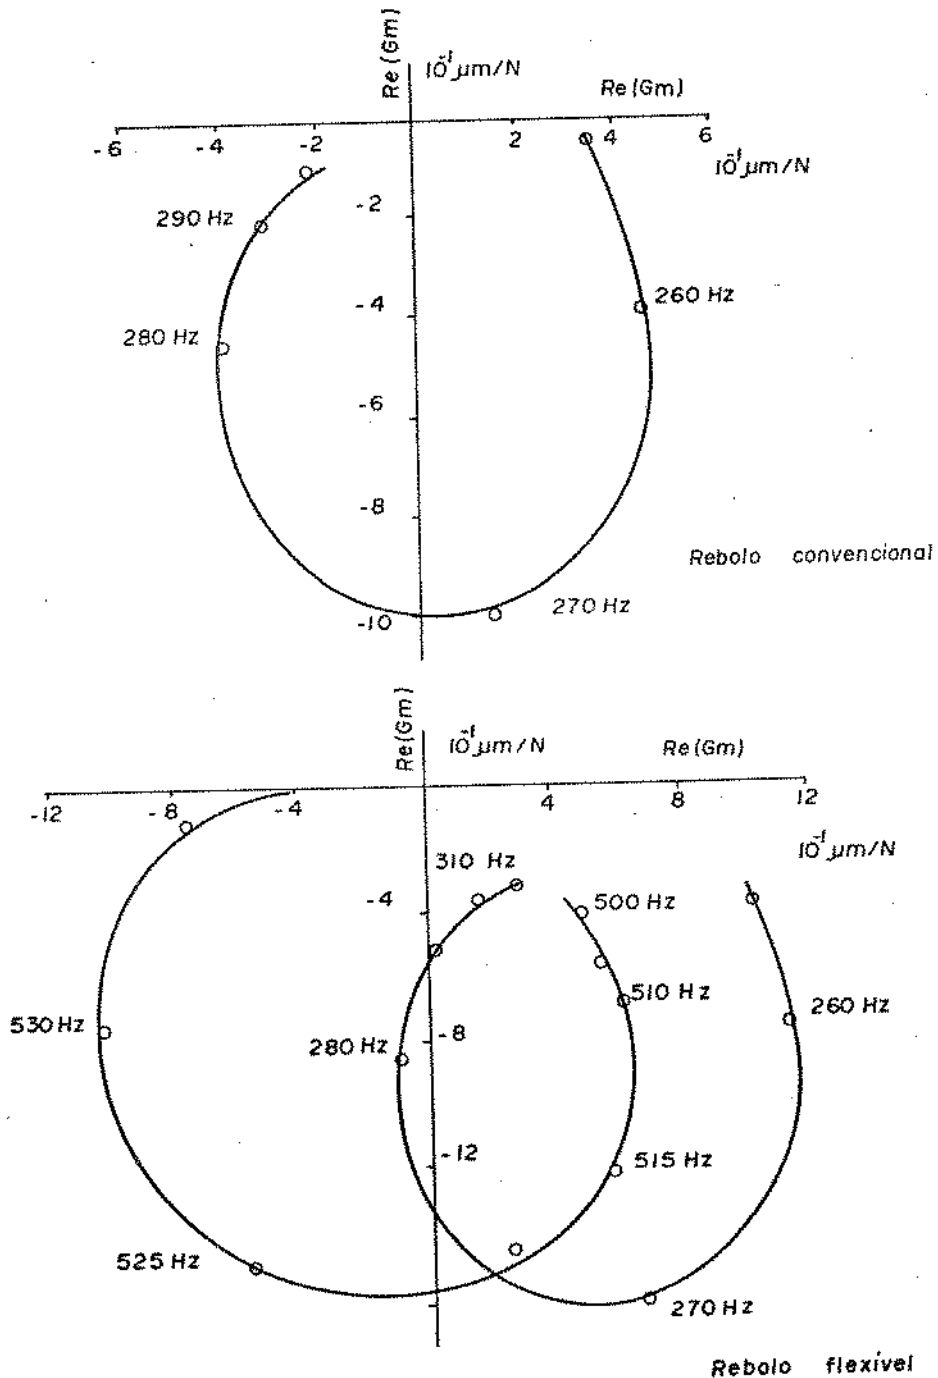 Re(Gm)
10⁻¹ µm/N
Re(Gm)
-6 -4 -2 2 4 6
10⁻¹ µm/N
-2
290 Hz
-4
260 Hz
280 Hz
-6
-8
Rebolo convencional
270 Hz
-10
Re(Gm)
10⁻¹ µm/N
Re(Gm)
-12 -8 -4 4 8 12
10⁻¹ µm/N
310 Hz
-4
500 Hz
510 Hz
260 Hz
530 Hz
-8
280 Hz
-12
515 Hz
525 Hz
270 Hz
Rebolo flexível